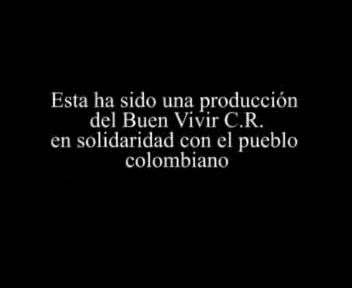 Esta ha sido una producción
del Buen Vivir C.R.
en solidaridad con el pueblo
colombiano